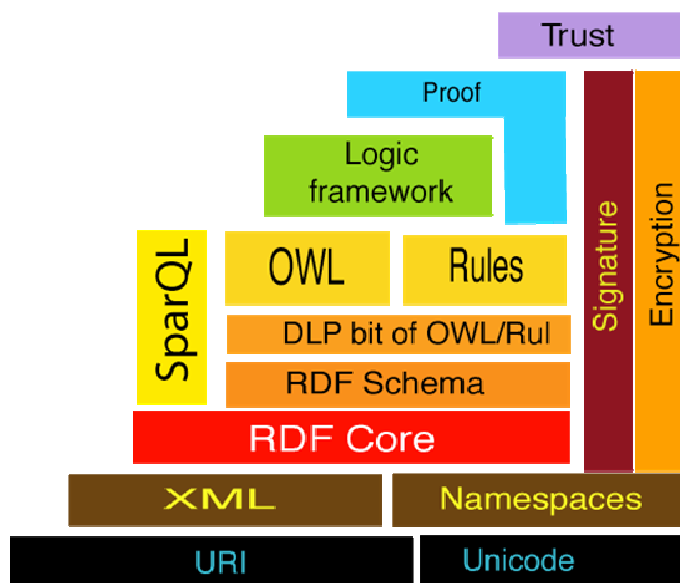 Trust
Proof
Logic
framework
SparQL
OWL
Rules
Signature
Encryption
DLP bit of OWL/Rul
RDF Schema
RDF Core
XML
Namespaces
URI
Unicode